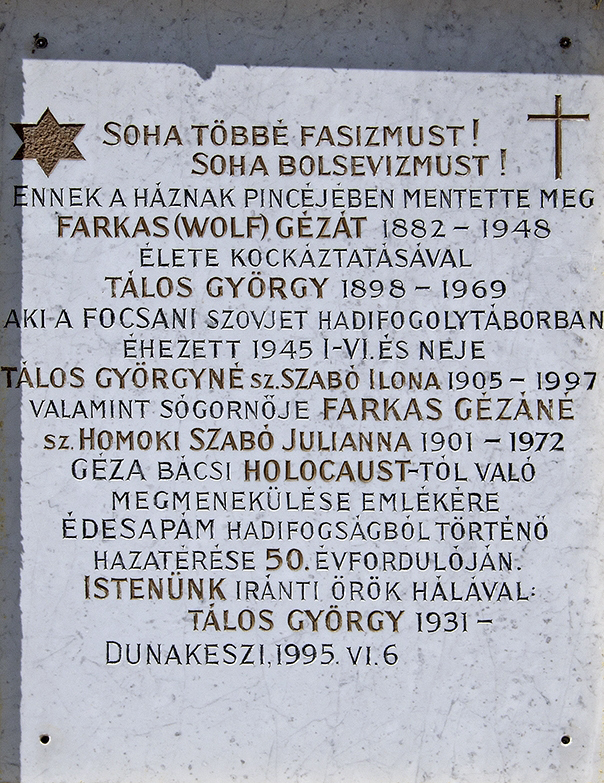 SOHA TÖBBÉ FASIZMUST!
SOHA BOLSEVIZMUST!
ENNEK A HÁZNAK PINCÉJÉBEN MENTETTE MEG
FARKAS (WOLF) GÉZÁT 1882 – 1948
ÉLETE KOCKÁZTATÁSÁVAL
TÁLOS GYÖRGY 1898 – 1969
AKI A FOCSANI SZOVJET HADIFOGOLYTÁBORBAN
ÉHEZETT 1945 I-VI. ÉS NEJE
TÁLOS GYÖRGYNÉ SZ. SZABÓ ILONA 1905 – 1997
VALAMINT SÓGORNŐJE FARKAS GÉZÁNÉ
SZ. HOMOKI SZABÓ JULIANNA 1901 – 1972
GÉZA BÁCSI HOLOCAUST-TÓL VALÓ
MEGMENEKÜLÉSE EMLÉKÉRE
ÉDESAPÁM HADIFOGSÁGBÓL TÖRTÉNŐ
HAZATÉRÉSE 50. ÉVFORDULÓJÁN.
ISTENÜNK IRÁNTI ÖRÖK HÁLÁVAL:
TÁLOS GYÖRGY 1931 –
DUNAKESZI, 1995. VI. 6